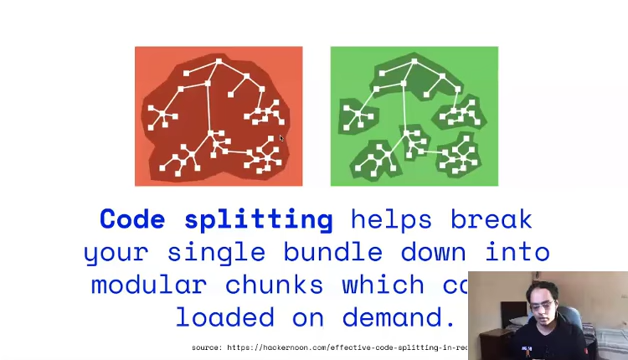 Code splitting helps break
your single bundle down into
modular chunks which
loaded on demand.
source: https://hackernoon.com/effective-code-splitting-in-